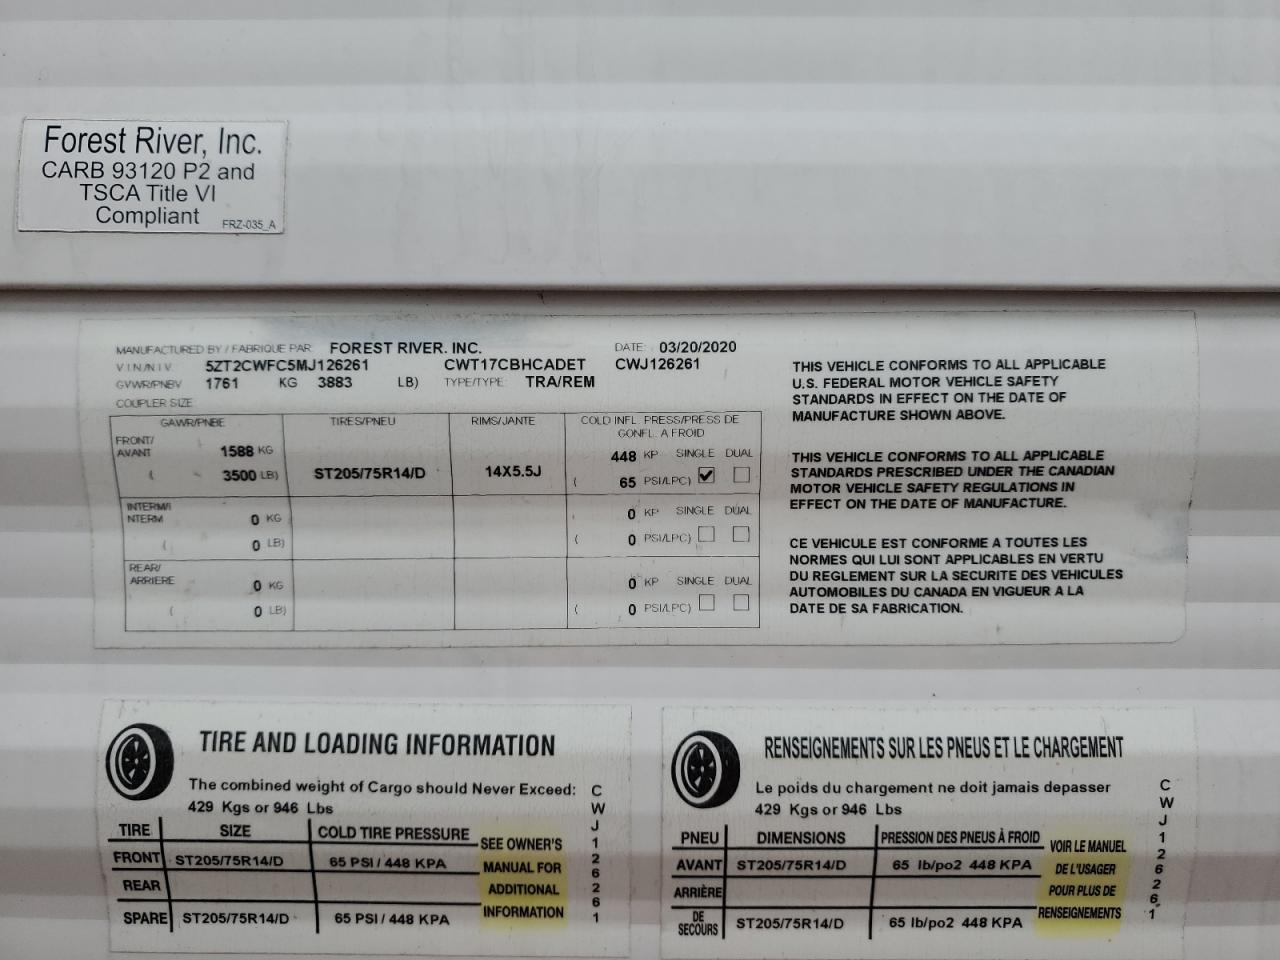 Forest River, Inc.
CARB 93120 P2 and
TSCA Title VI
Compliant FRZ-035_A
MANUFACTURED BY / FABRIQUE PAR: FOREST RIVER. INC. DATE: 03/20/2020
V I N / N I V: 5ZT2CWFC5MJ126261 CWT17CBHCADET CWJ126261
GVWR/PNBV 1761 KG 3883 LB) TYPE/TYPE: TRA/REM
COUPLER SIZE
GAWR/PNBE TIRES/PNEU RIMS/JANTE COLD INFL. PRESS/PRESS DE
GONFL. A FROID
FRONT/
AVANT 1588 KG 448 KP SINGLE DUAL
( 3500 LB) ST205/75R14/D 14X5.5J ( 65 PSI/LPC)
INTERM/I
NTERM 0 KG 0 KP SINGLE DUAL
( 0 LB) ( 0 PSI/LPC)
REAR/
ARRIERE 0 KG 0 KP SINGLE DUAL
( 0 LB) ( 0 PSI/LPC)
THIS VEHICLE CONFORMS TO ALL APPLICABLE
U.S. FEDERAL MOTOR VEHICLE SAFETY
STANDARDS IN EFFECT ON THE DATE OF
MANUFACTURE SHOWN ABOVE.
THIS VEHICLE CONFORMS TO ALL APPLICABLE
STANDARDS PRESCRIBED UNDER THE CANADIAN
MOTOR VEHICLE SAFETY REGULATIONS IN
EFFECT ON THE DATE OF MANUFACTURE.
CE VEHICULE EST CONFORME A TOUTES LES
NORMES QUI LUI SONT APPLICABLES EN VERTU
DU REGLEMENT SUR LA SECURITE DES VEHICULES
AUTOMOBILES DU CANADA EN VIGUEUR A LA
DATE DE SA FABRICATION.
TIRE AND LOADING INFORMATION
The combined weight of Cargo should Never Exceed:
429 Kgs or 946 Lbs
TIRE SIZE COLD TIRE PRESSURE
FRONT ST205/75R14/D 65 PSI / 448 KPA
REAR
SPARE ST205/75R14/D 65 PSI / 448 KPA
SEE OWNER'S
MANUAL FOR
ADDITIONAL
INFORMATION
CWJ126261
RENSEIGNEMENTS SUR LES PNEUS ET LE CHARGEMENT
Le poids du chargement ne doit jamais depasser
429 Kgs or 946 Lbs
PNEU DIMENSIONS PRESSION DES PNEUS À FROID
AVANT ST205/75R14/D 65 lb/po2 448 KPA
ARRIÈRE
DE
SECOURS ST205/75R14/D 65 lb/po2 448 KPA
VOIR LE MANUEL
DE L'USAGER
POUR PLUS DE
RENSEIGNEMENTS
CWJ126261